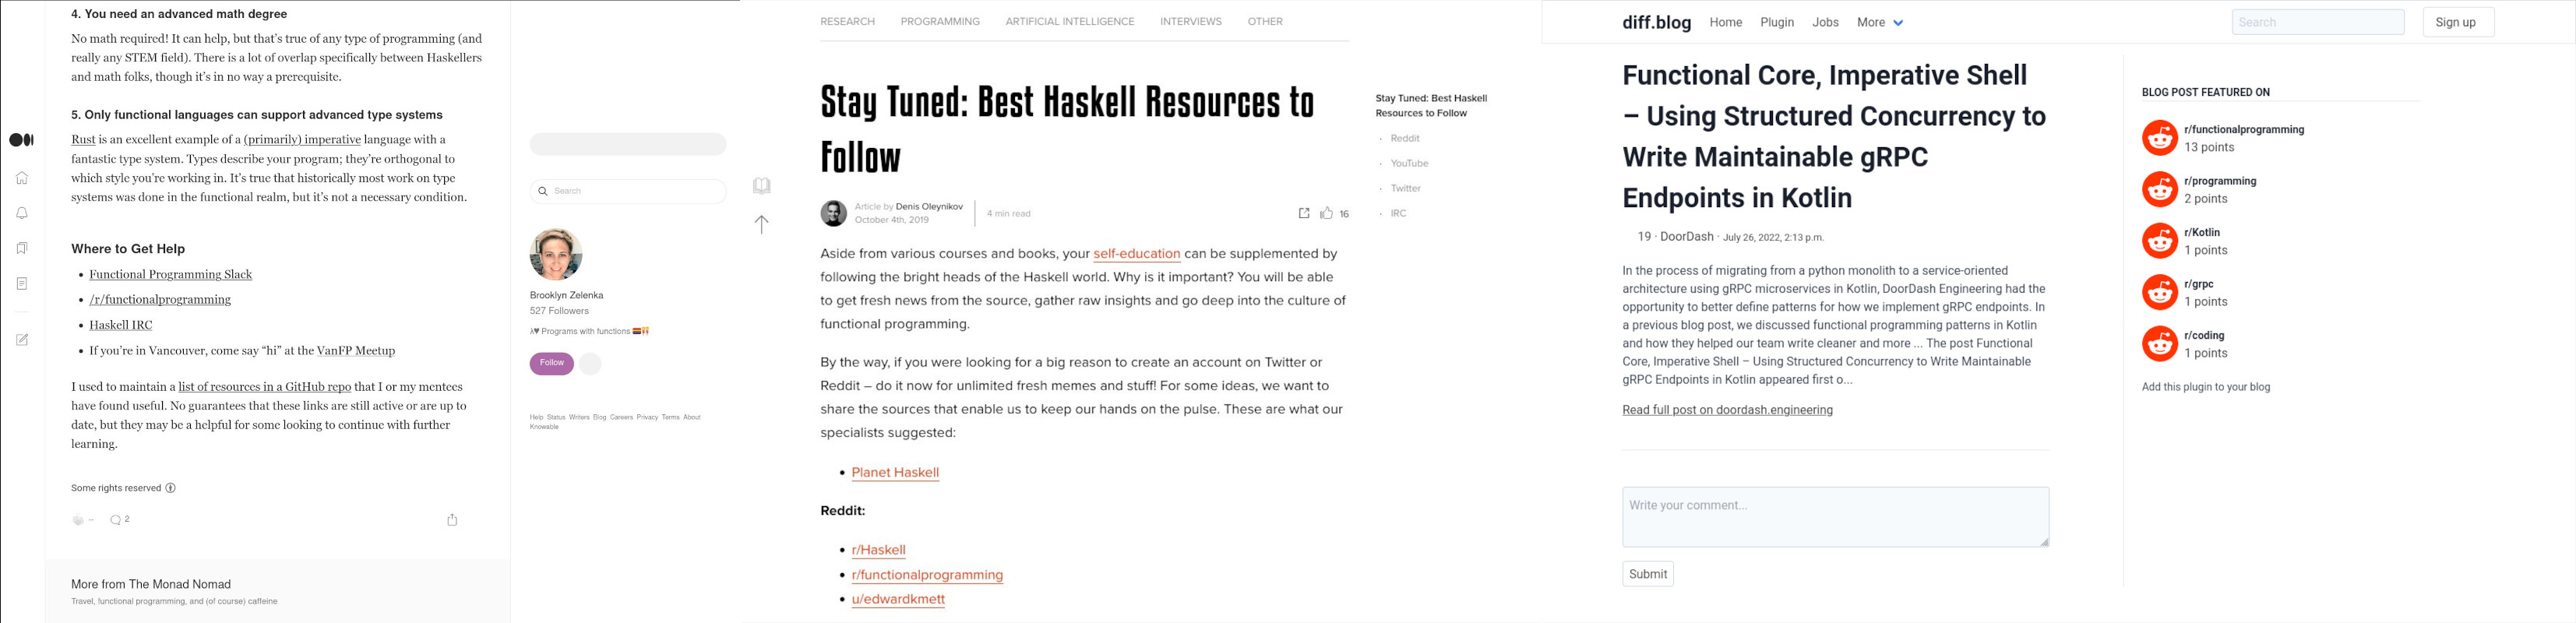 4. You need an advanced math degree
No math required! It can help, but that's true of any type of programming (and
really any STEM field). There is a lot of overlap specifically between Haskellers
and math folks, though it's in no way a prerequisite.
5. Only functional languages can support advanced type systems
Rust is an excellent example of a (primarily) imperative language with a
fantastic type system. Types describe your program; they're orthogonal to
which style you're working in. It's true that historically most work on type
systems was done in the functional realm, but it's not a necessary condition.
Where to Get Help
• Functional Programming Slack
• /r/functionalprogramming
• Haskell IRC
• If you're in Vancouver, come say "hi" at the VanFP Meetup
I used to maintain a list of resources in a GitHub repo that I or my mentees
have found useful. No guarantees that these links are still active or are up to
date, but they may be a helpful for some looking to continue with further
learning.
Some rights reserved
-- 2
More from The Monad Nomad
Travel, functional programming, and (of course) caffeine
Search
Brooklyn Zelenka
527 Followers
λ♥ Programs with functions
Follow
Help Status Writers Blog Careers Privacy Terms About
Knowable
RESEARCH PROGRAMMING ARTIFICIAL INTELLIGENCE INTERVIEWS OTHER
Stay Tuned: Best Haskell Resources to
Follow
Article by Denis Oleynikov
October 4th, 2019
4 min read
16
Aside from various courses and books, your self-education can be supplemented by
following the bright heads of the Haskell world. Why is it important? You will be able
to get fresh news from the source, gather raw insights and go deep into the culture of
functional programming.
By the way, if you were looking for a big reason to create an account on Twitter or
Reddit – do it now for unlimited fresh memes and stuff! For some ideas, we want to
share the sources that enable us to keep our hands on the pulse. These are what our
specialists suggested:
• Planet Haskell
Reddit:
• r/Haskell
• r/functionalprogramming
• u/edwardkmett
Stay Tuned: Best Haskell
Resources to Follow
• Reddit
• YouTube
• Twitter
• IRC
diff.blog Home Plugin Jobs More Search Sign up
Functional Core, Imperative Shell
– Using Structured Concurrency to
Write Maintainable gRPC
Endpoints in Kotlin
19 · DoorDash · July 26, 2022, 2:13 p.m.
In the process of migrating from a python monolith to a service-oriented
architecture using gRPC microservices in Kotlin, DoorDash Engineering had the
opportunity to better define patterns for how we implement gRPC endpoints. In
a previous blog post, we discussed functional programming patterns in Kotlin
and how they helped our team write cleaner and more ... The post Functional
Core, Imperative Shell – Using Structured Concurrency to Write Maintainable
gRPC Endpoints in Kotlin appeared first o...
Read full post on doordash.engineering
Write your comment...
Submit
BLOG POST FEATURED ON
r/functionalprogramming
13 points
r/programming
2 points
r/Kotlin
1 points
r/grpc
1 points
r/coding
1 points
Add this plugin to your blog